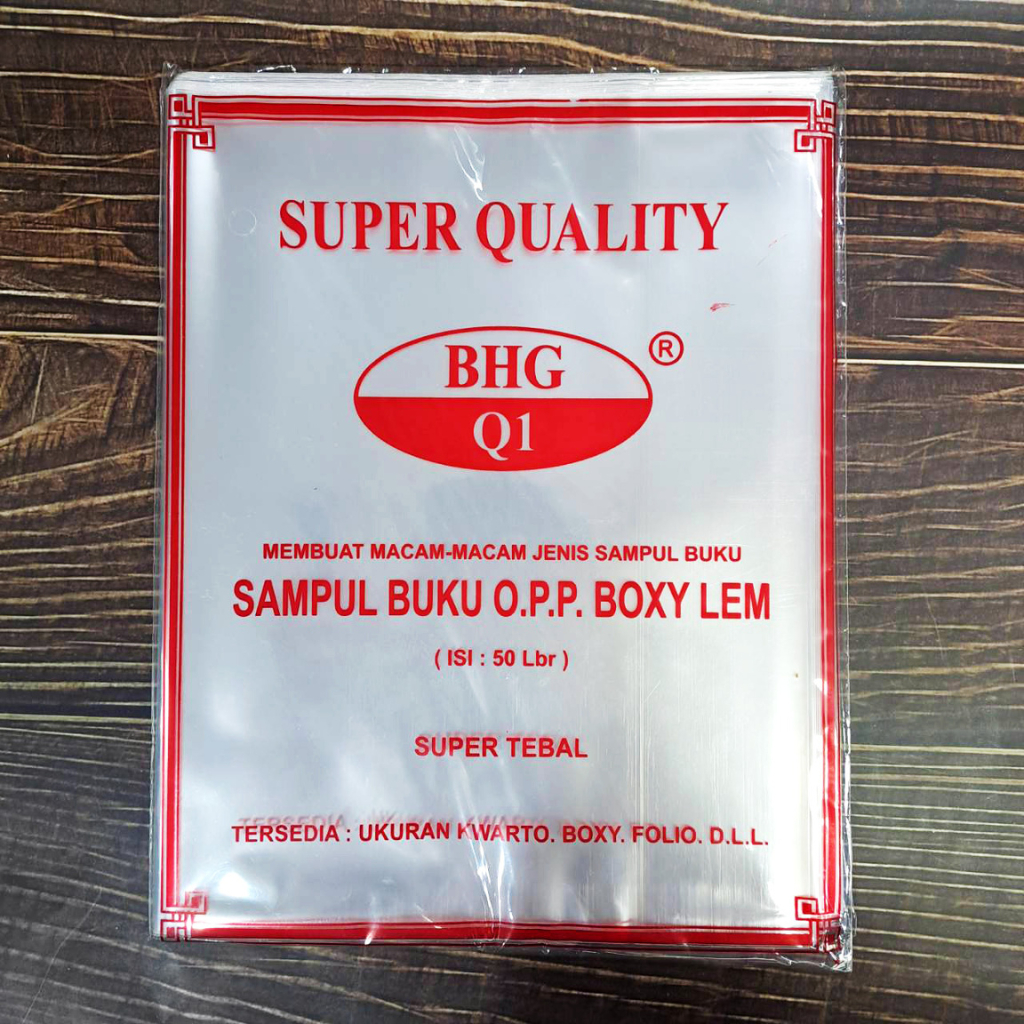 SUPER QUALITY
BHG
®
Q1
MEMBUAT MACAM-MACAM JENIS SAMPUL BUKU
SAMPUL BUKU O.P.P. BOXY LEM
( ISI : 50 Lbr )
SUPER TEBAL
TERSEDIA : UKURAN KWARTO. BOXY. FOLIO. D.L.L.